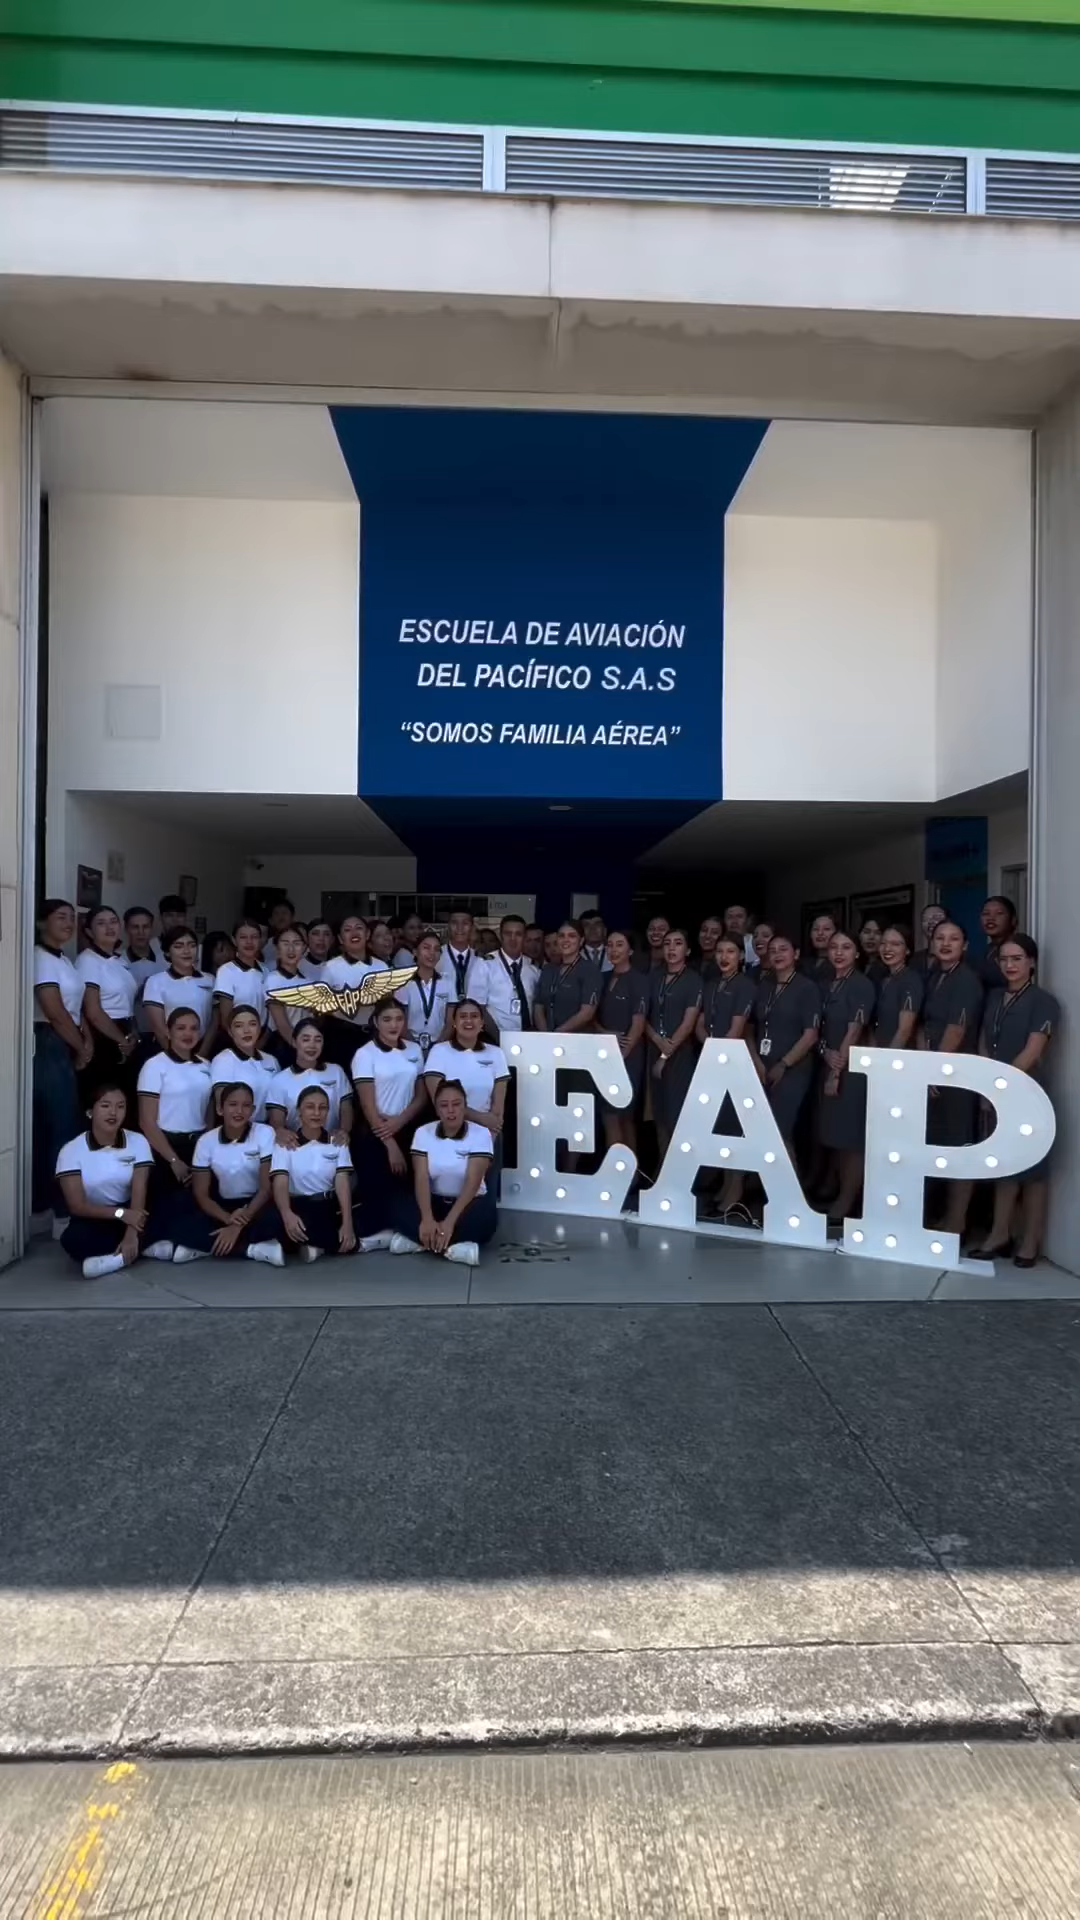 ESCUELA DE AVIACIÓN
DEL PACÍFICO S.A.S
“SOMOS FAMILIA AÉREA”
EAP
EAP